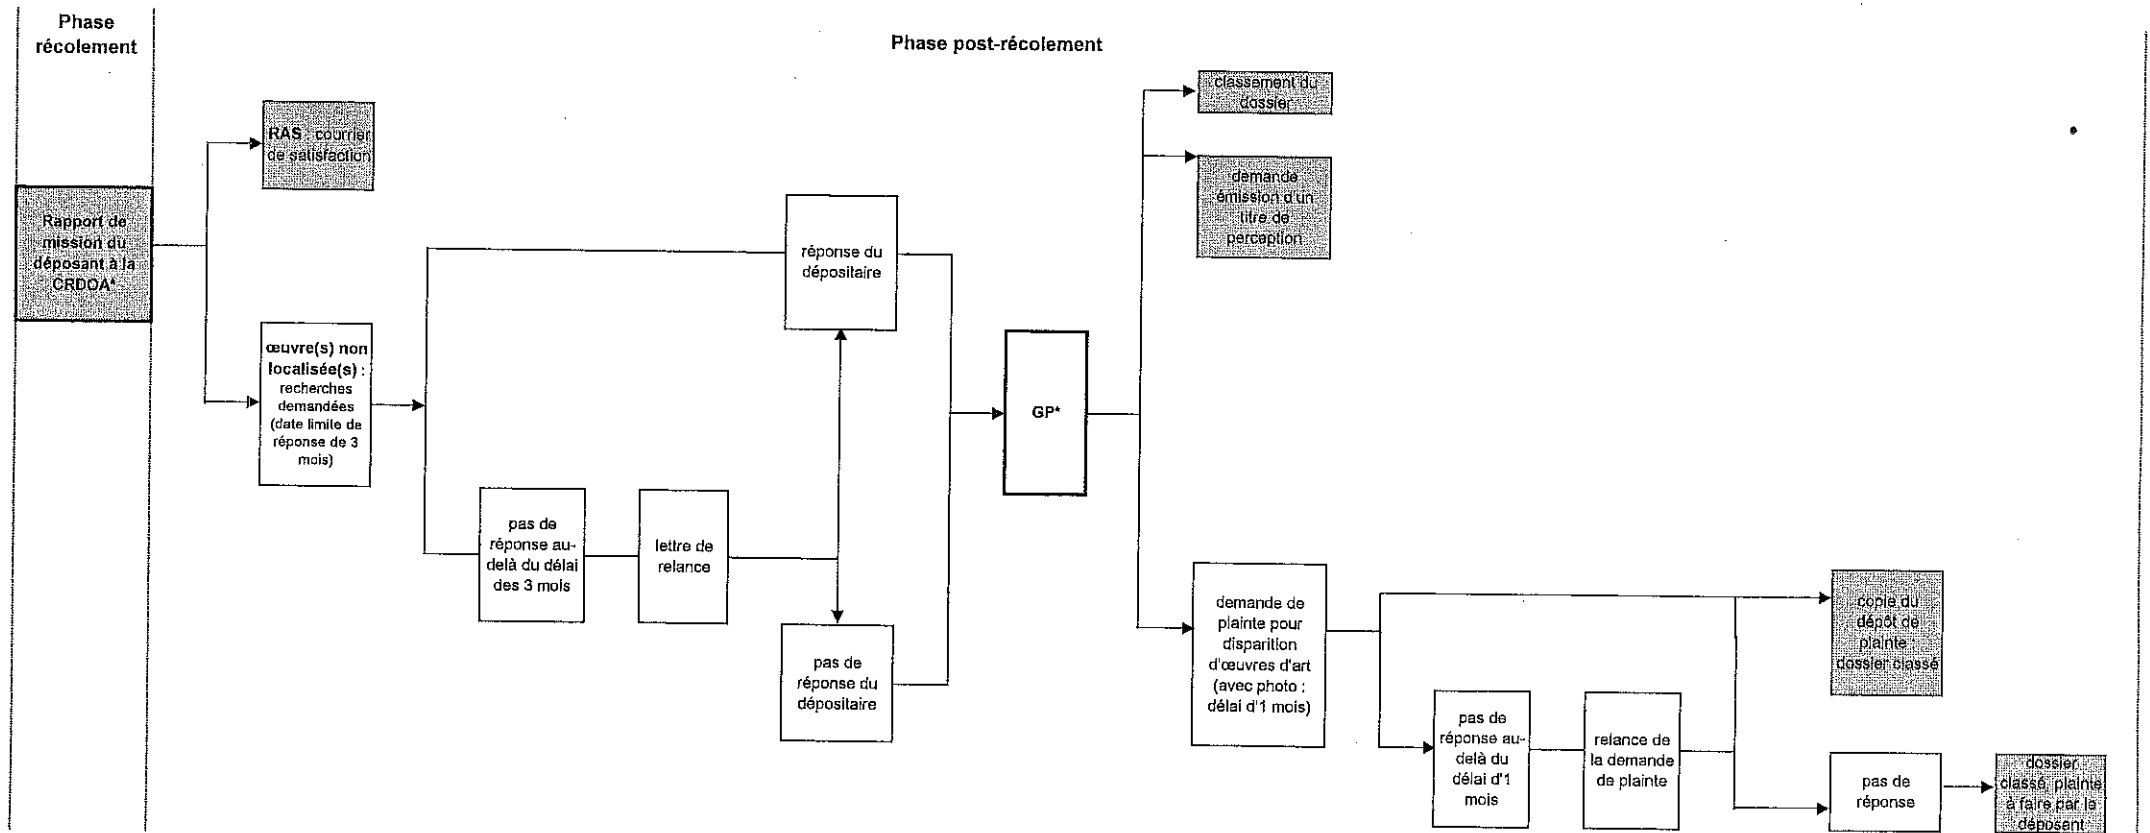 Phase
récolement
Phase post-récolement
Rapport de
mission du
déposant à la
CRDOA*
RAS : courrier
de satisfaction
œuvre(s) non
localisée(s) :
recherches
demandées
(date limite de
réponse de 3
mois)
pas de
réponse au-
delà du délai
des 3 mois
lettre de
relance
réponse du
dépositaire
pas de
réponse du
dépositaire
GP*
classement du
dossier
demande
émission d'un
titre de
perception
demande de
plainte pour
disparition
d'œuvres d'art
(avec photo ;
délai d'1 mois)
pas de
réponse au-
delà du
délai d'1
mois
relance de
la demande
de plainte
copie du
dépôt de
plainte :
dossier classé
pas de
réponse
dossier
classé, plainte
à faire par le
déposant